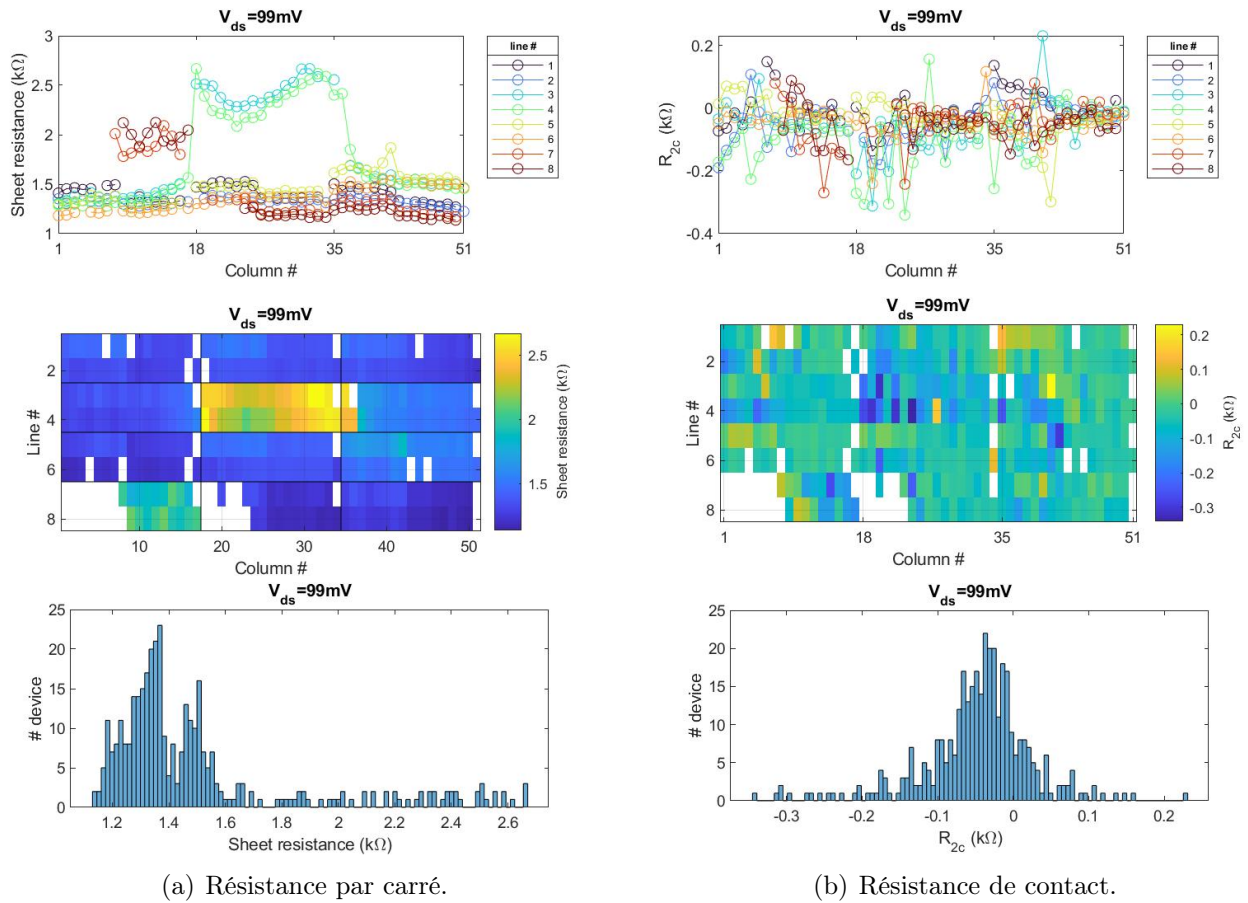 V_ds=99mV
Sheet resistance (kΩ)
3
2.5
2
1.5
1
1 18 35 51
Column #
line #
1
2
3
4
5
6
7
8
V_ds=99mV
R_2c (kΩ)
0.2
0
-0.2
-0.4
1 18 35 51
Column #
line #
1
2
3
4
5
6
7
8
V_ds=99mV
Line #
2
4
6
8
10 20 30 40 50
Column #
2.5
2
1.5
Sheet resistance (kΩ)
V_ds=99mV
Line #
2
4
6
8
1 18 35 51
Column #
0.2
0.1
0
-0.1
-0.2
-0.3
R_2c (kΩ)
V_ds=99mV
# device
25
20
15
10
5
0
1.2 1.4 1.6 1.8 2 2.2 2.4 2.6
Sheet resistance (kΩ)
V_ds=99mV
# device
25
20
15
10
5
0
-0.3 -0.2 -0.1 0 0.1 0.2
R_2c (kΩ)
(a) Résistance par carré.
(b) Résistance de contact.